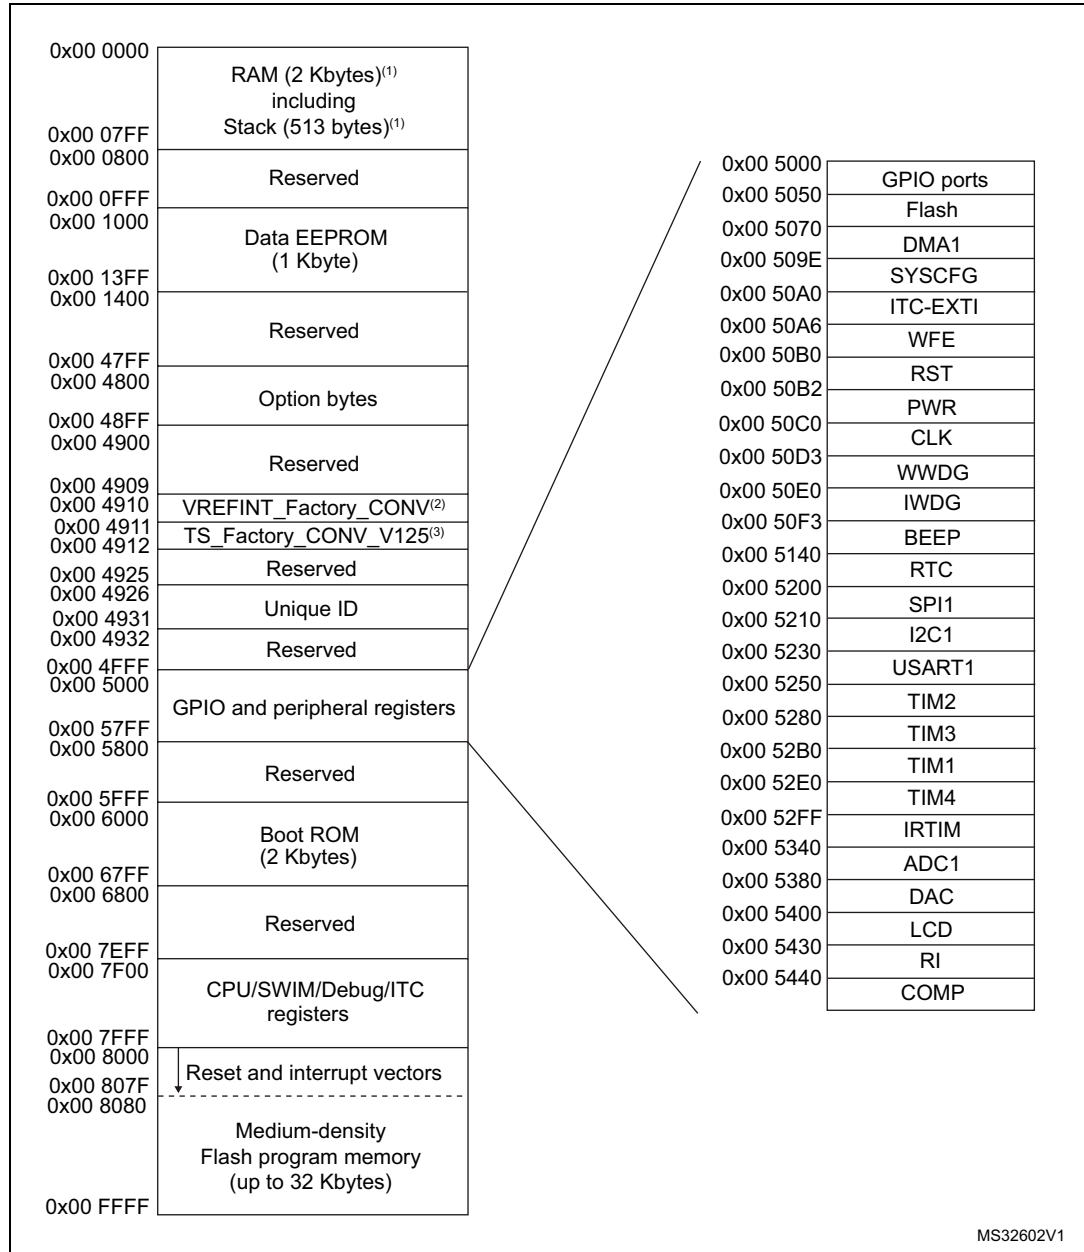 0x00 0000
RAM (2 Kbytes)(1)
including
Stack (513 bytes)(1)
0x00 07FF
0x00 0800
Reserved
0x00 0FFF
0x00 1000
Data EEPROM
(1 Kbyte)
0x00 13FF
0x00 1400
Reserved
0x00 47FF
0x00 4800
Option bytes
0x00 48FF
0x00 4900
Reserved
0x00 4909
0x00 4910
VREFINT_Factory_CONV(2)
0x00 4911
TS_Factory_CONV_V125(3)
0x00 4912
Reserved
0x00 4925
0x00 4926
Unique ID
0x00 4931
0x00 4932
Reserved
0x00 4FFF
0x00 5000
GPIO and peripheral registers
0x00 57FF
0x00 5800
Reserved
0x00 5FFF
0x00 6000
Boot ROM
(2 Kbytes)
0x00 67FF
0x00 6800
Reserved
0x00 7EFF
0x00 7F00
CPU/SWIM/Debug/ITC
registers
0x00 7FFF
0x00 8000
Reset and interrupt vectors
0x00 807F
0x00 8080
Medium-density
Flash program memory
(up to 32 Kbytes)
0x00 FFFF
0x00 5000
GPIO ports
0x00 5050
Flash
0x00 5070
DMA1
0x00 509E
SYSCFG
0x00 50A0
ITC-EXTI
0x00 50A6
WFE
0x00 50B0
RST
0x00 50B2
PWR
0x00 50C0
CLK
0x00 50D3
WWDG
0x00 50E0
IWDG
0x00 50F3
BEEP
0x00 5140
RTC
0x00 5200
SPI1
0x00 5210
I2C1
0x00 5230
USART1
0x00 5250
TIM2
0x00 5280
TIM3
0x00 52B0
TIM1
0x00 52E0
TIM4
0x00 52FF
IRTIM
0x00 5340
ADC1
0x00 5380
DAC
0x00 5400
LCD
0x00 5430
RI
0x00 5440
COMP
MS32602V1